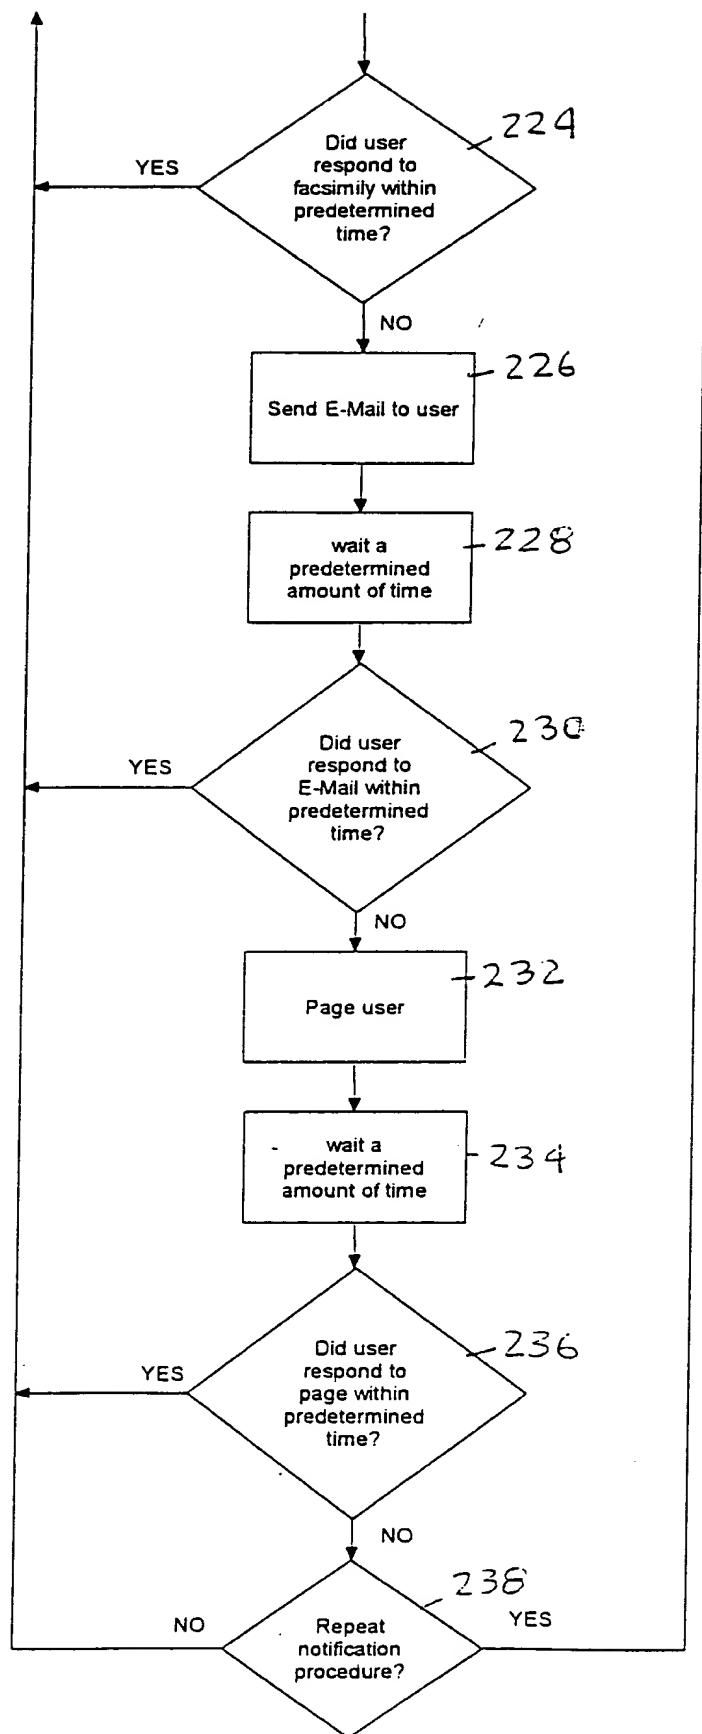 224
Did user
respond to
facsimily within
predetermined
time?
YES
NO
226
Send E-Mail to user
228
wait a
predetermined
amount of time
230
Did user
respond to
E-Mail within
predetermined
time?
YES
NO
232
Page user
234
wait a
predetermined
amount of time
236
Did user
respond to
page within
predetermined
time?
YES
NO
238
Repeat
notification
procedure?
NO
YES